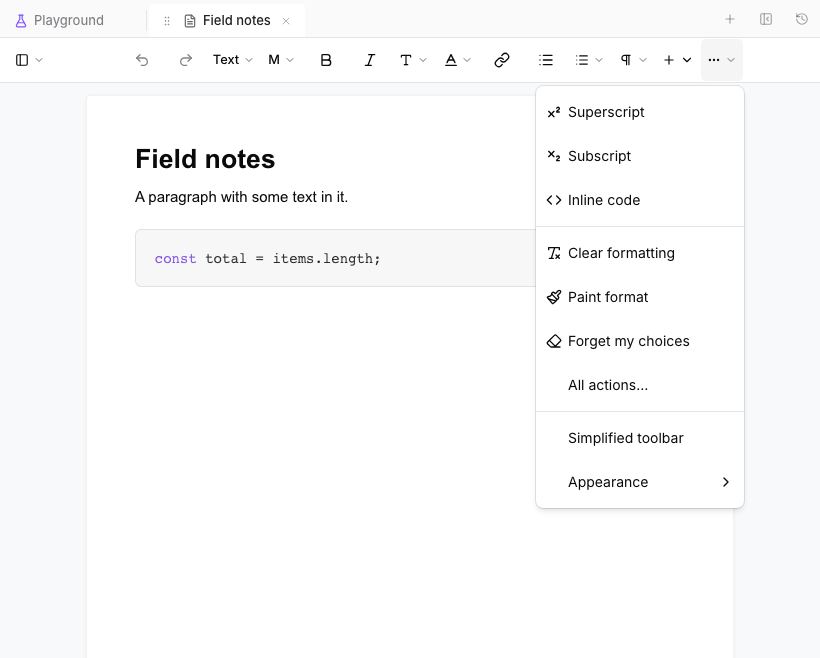 Playground
Field notes
Text
M
B
I
T
A
Field notes
A paragraph with some text in it.
const total = items.length;
Superscript
Subscript
Inline code
Clear formatting
Paint format
Forget my choices
All actions...
Simplified toolbar
Appearance